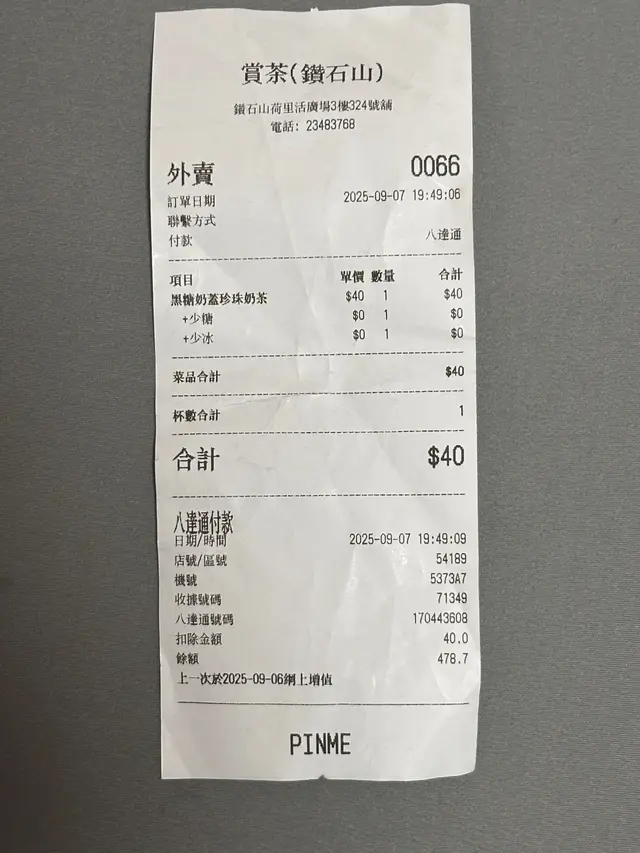 賞茶(鑽石山)
鑽石山荷里活廣場3樓324號舖
電話: 23483768
外賣 0066
訂單日期 2025-09-07 19:49:06
聯繫方式
付款 八達通
項目 單價 數量 合計
黑糖奶蓋珍珠奶茶 $40 1 $40
+少糖 $0 1 $0
+少冰 $0 1 $0
菜品合計 $40
杯數合計 1
合計 $40
八達通付款
日期/時間 2025-09-07 19:49:09
店號/區號 54189
機號 5373A7
收據號碼 71349
八達通號碼 170443608
扣除金額 40.0
餘額 478.7
上一次於2025-09-06網上增值
PINME